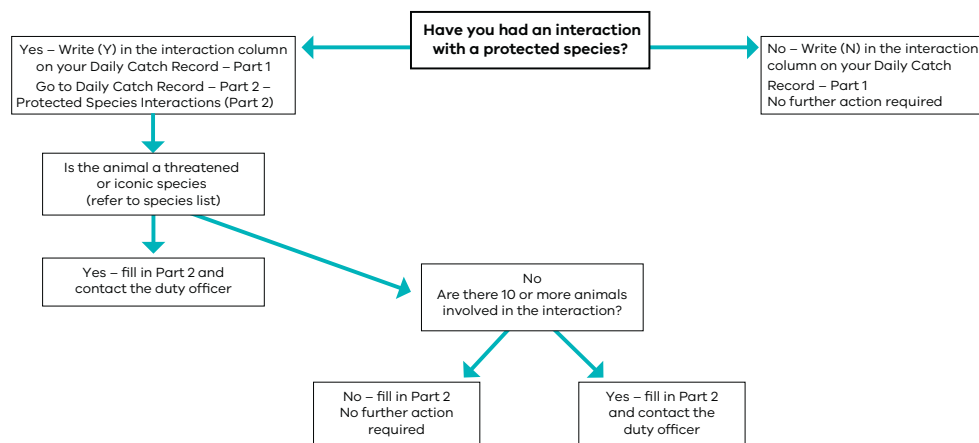 Have you had an interaction
with a protected species?
Yes – Write (Y) in the interaction column
on your Daily Catch Record – Part 1
Go to Daily Catch Record – Part 2 –
Protected Species Interactions (Part 2)
No – Write (N) in the interaction
column on your Daily Catch
Record – Part 1
No further action required
Is the animal a threatened
or iconic species
(refer to species list)
Yes – fill in Part 2 and
contact the duty officer
No
Are there 10 or more animals
involved in the interaction?
No – fill in Part 2
No further action
required
Yes – fill in Part 2
and contact the
duty officer